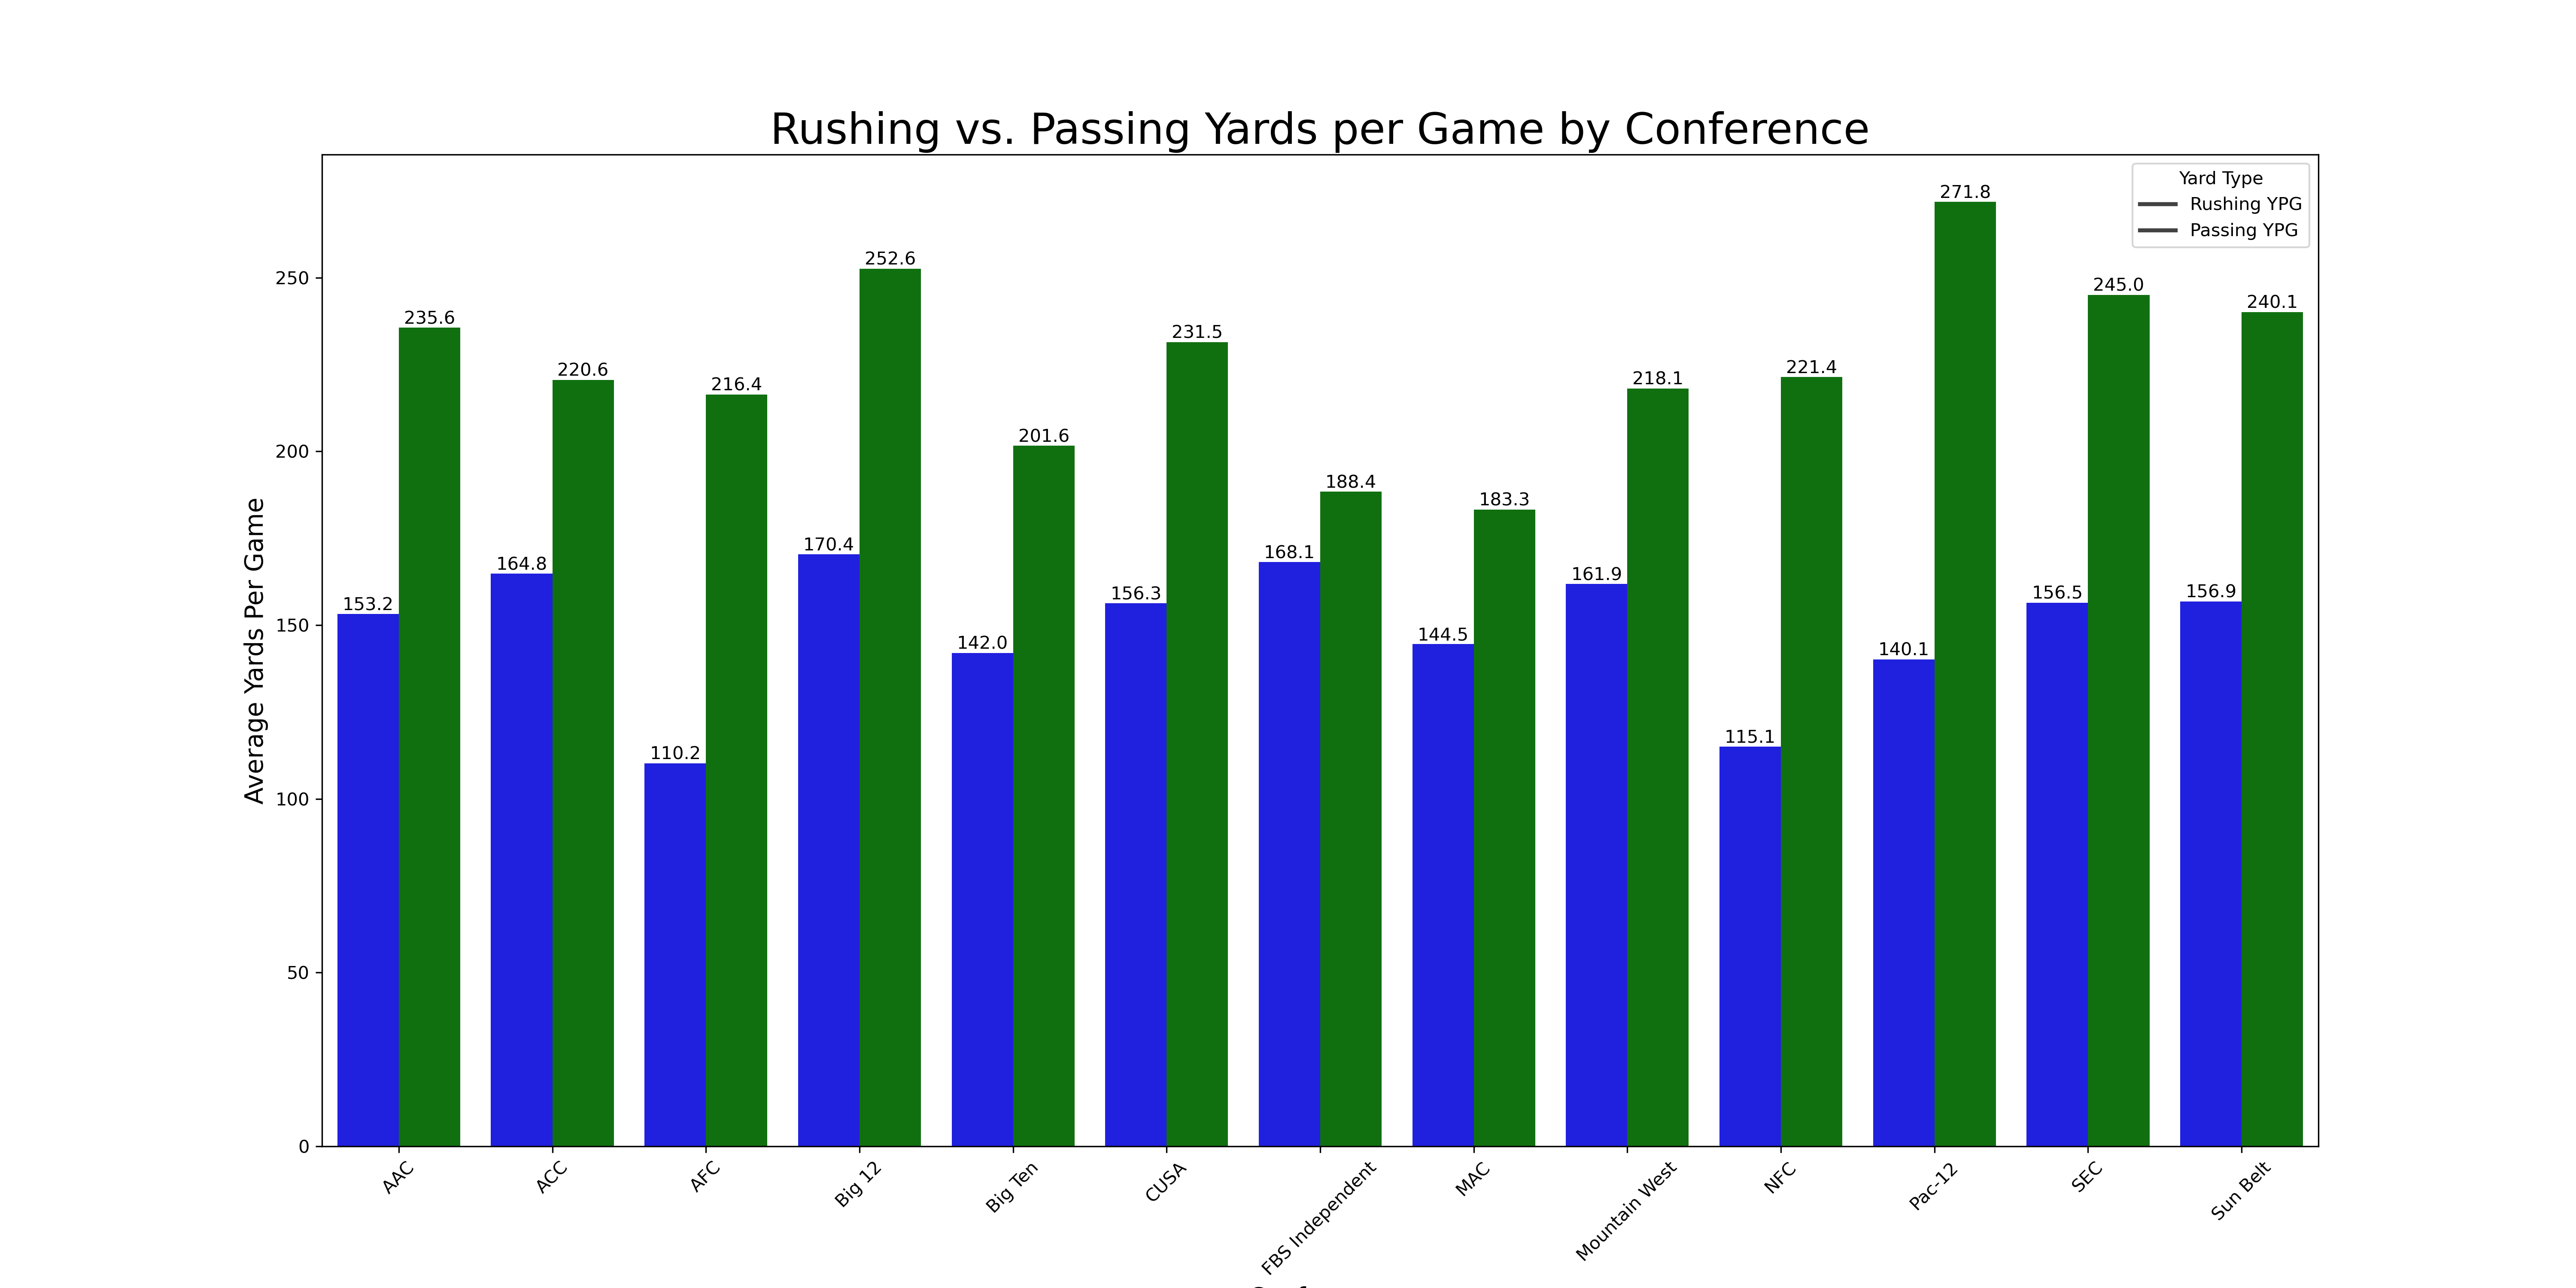 Rushing vs. Passing Yards per Game by Conference
Yard Type
Rushing YPG
Passing YPG
Average Yards Per Game
250
200
150
100
50
0
153.2
235.6
164.8
220.6
110.2
216.4
170.4
252.6
142.0
201.6
156.3
231.5
168.1
188.4
144.5
183.3
161.9
218.1
115.1
221.4
140.1
271.8
156.5
245.0
156.9
240.1
AAC
ACC
AFC
Big 12
Big Ten
CUSA
FBS Independent
MAC
Mountain West
NFC
Pac-12
SEC
Sun Belt